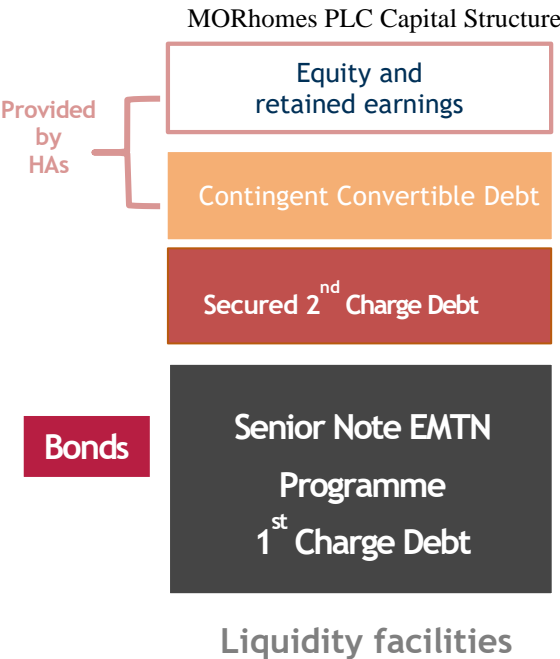 MORhomes PLC Capital Structure
Equity and
retained earnings
Provided
by
HAs
Contingent Convertible Debt
Secured 2nd Charge Debt
Bonds
Senior Note EMTN
Programme
1st Charge Debt
Liquidity facilities